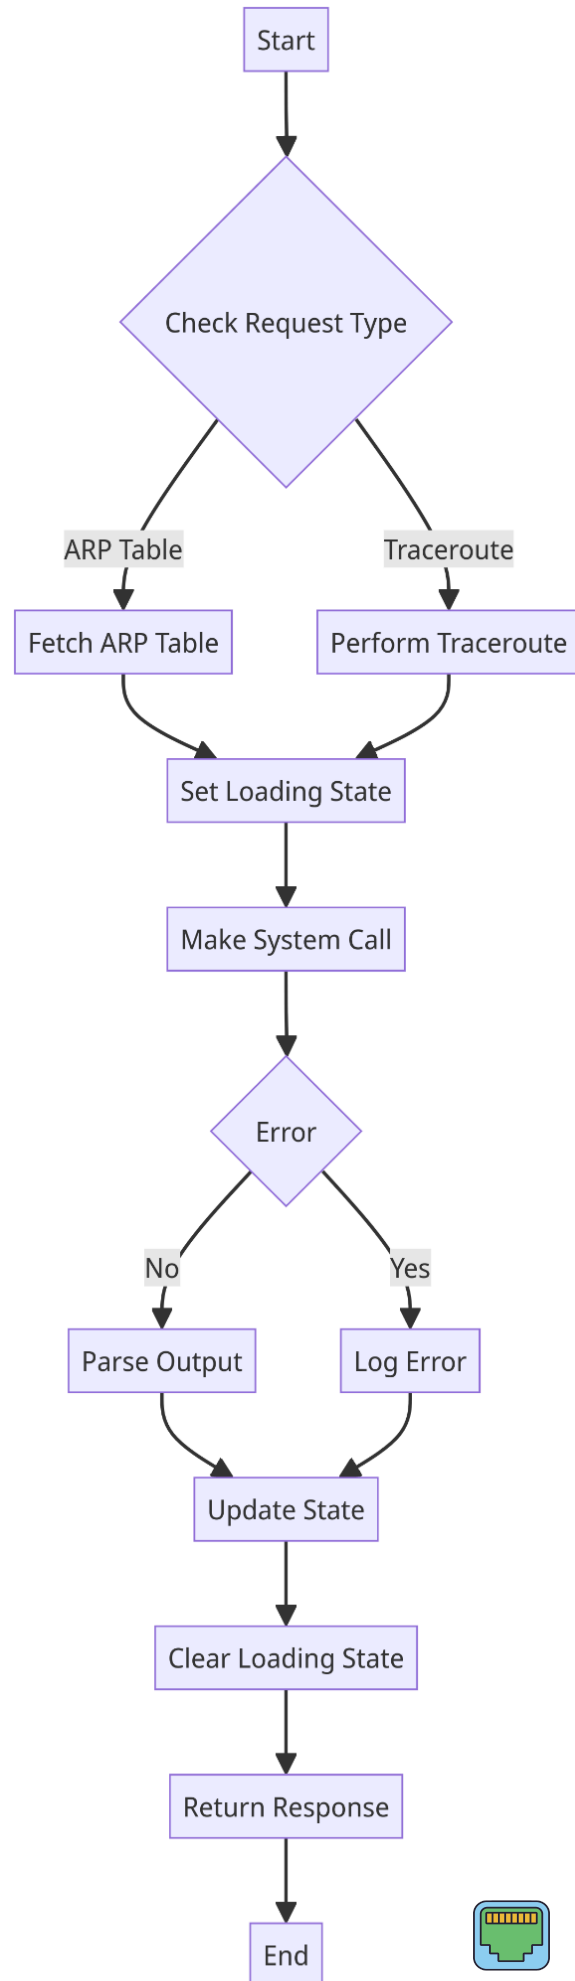 Start
Check Request Type
ARP Table
Traceroute
Fetch ARP Table
Perform Traceroute
Set Loading State
Make System Call
Error
No
Yes
Parse Output
Log Error
Update State
Clear Loading State
Return Response
End